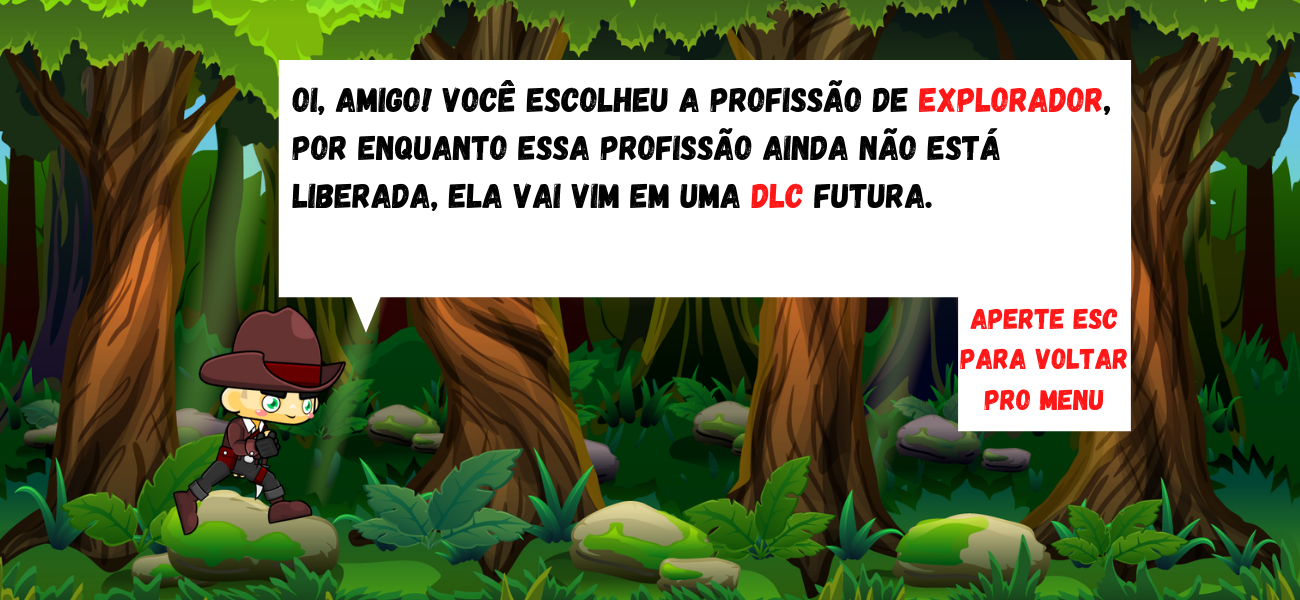 OI, AMIGO! VOCÊ ESCOLHEU A PROFISSÃO DE EXPLORADOR,
POR ENQUANTO ESSA PROFISSÃO AINDA NÃO ESTÁ
LIBERADA, ELA VAI VIM EM UMA DLC FUTURA.
APERTE ESC
PARA VOLTAR
PRO MENU